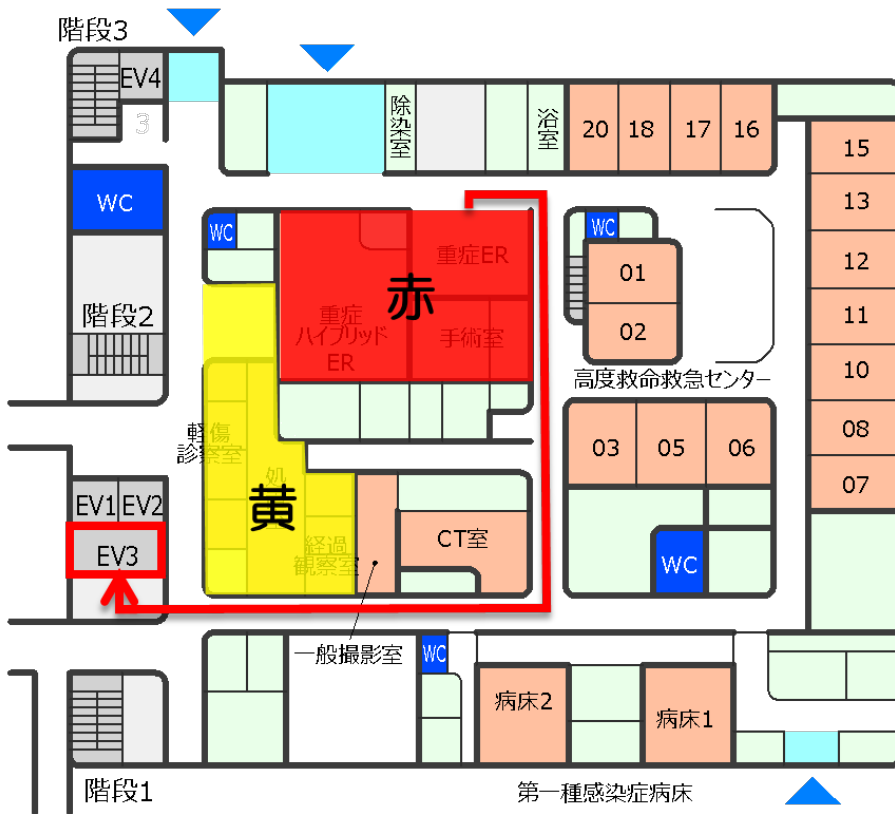 階段3
EV4
3
除染室
浴室
20
18
17
16
15
WC
WC
WC
13
重症ER
01
12
赤
階段2
重症
ハイブリッド
ER
手術室
02
11
高度救命救急センター
10
軽傷
診察室
03
05
06
08
処
07
EV1
EV2
黄
EV3
経過
観察室
CT室
WC
一般撮影室
WC
病床2
病床1
階段1
第一種感染症病床